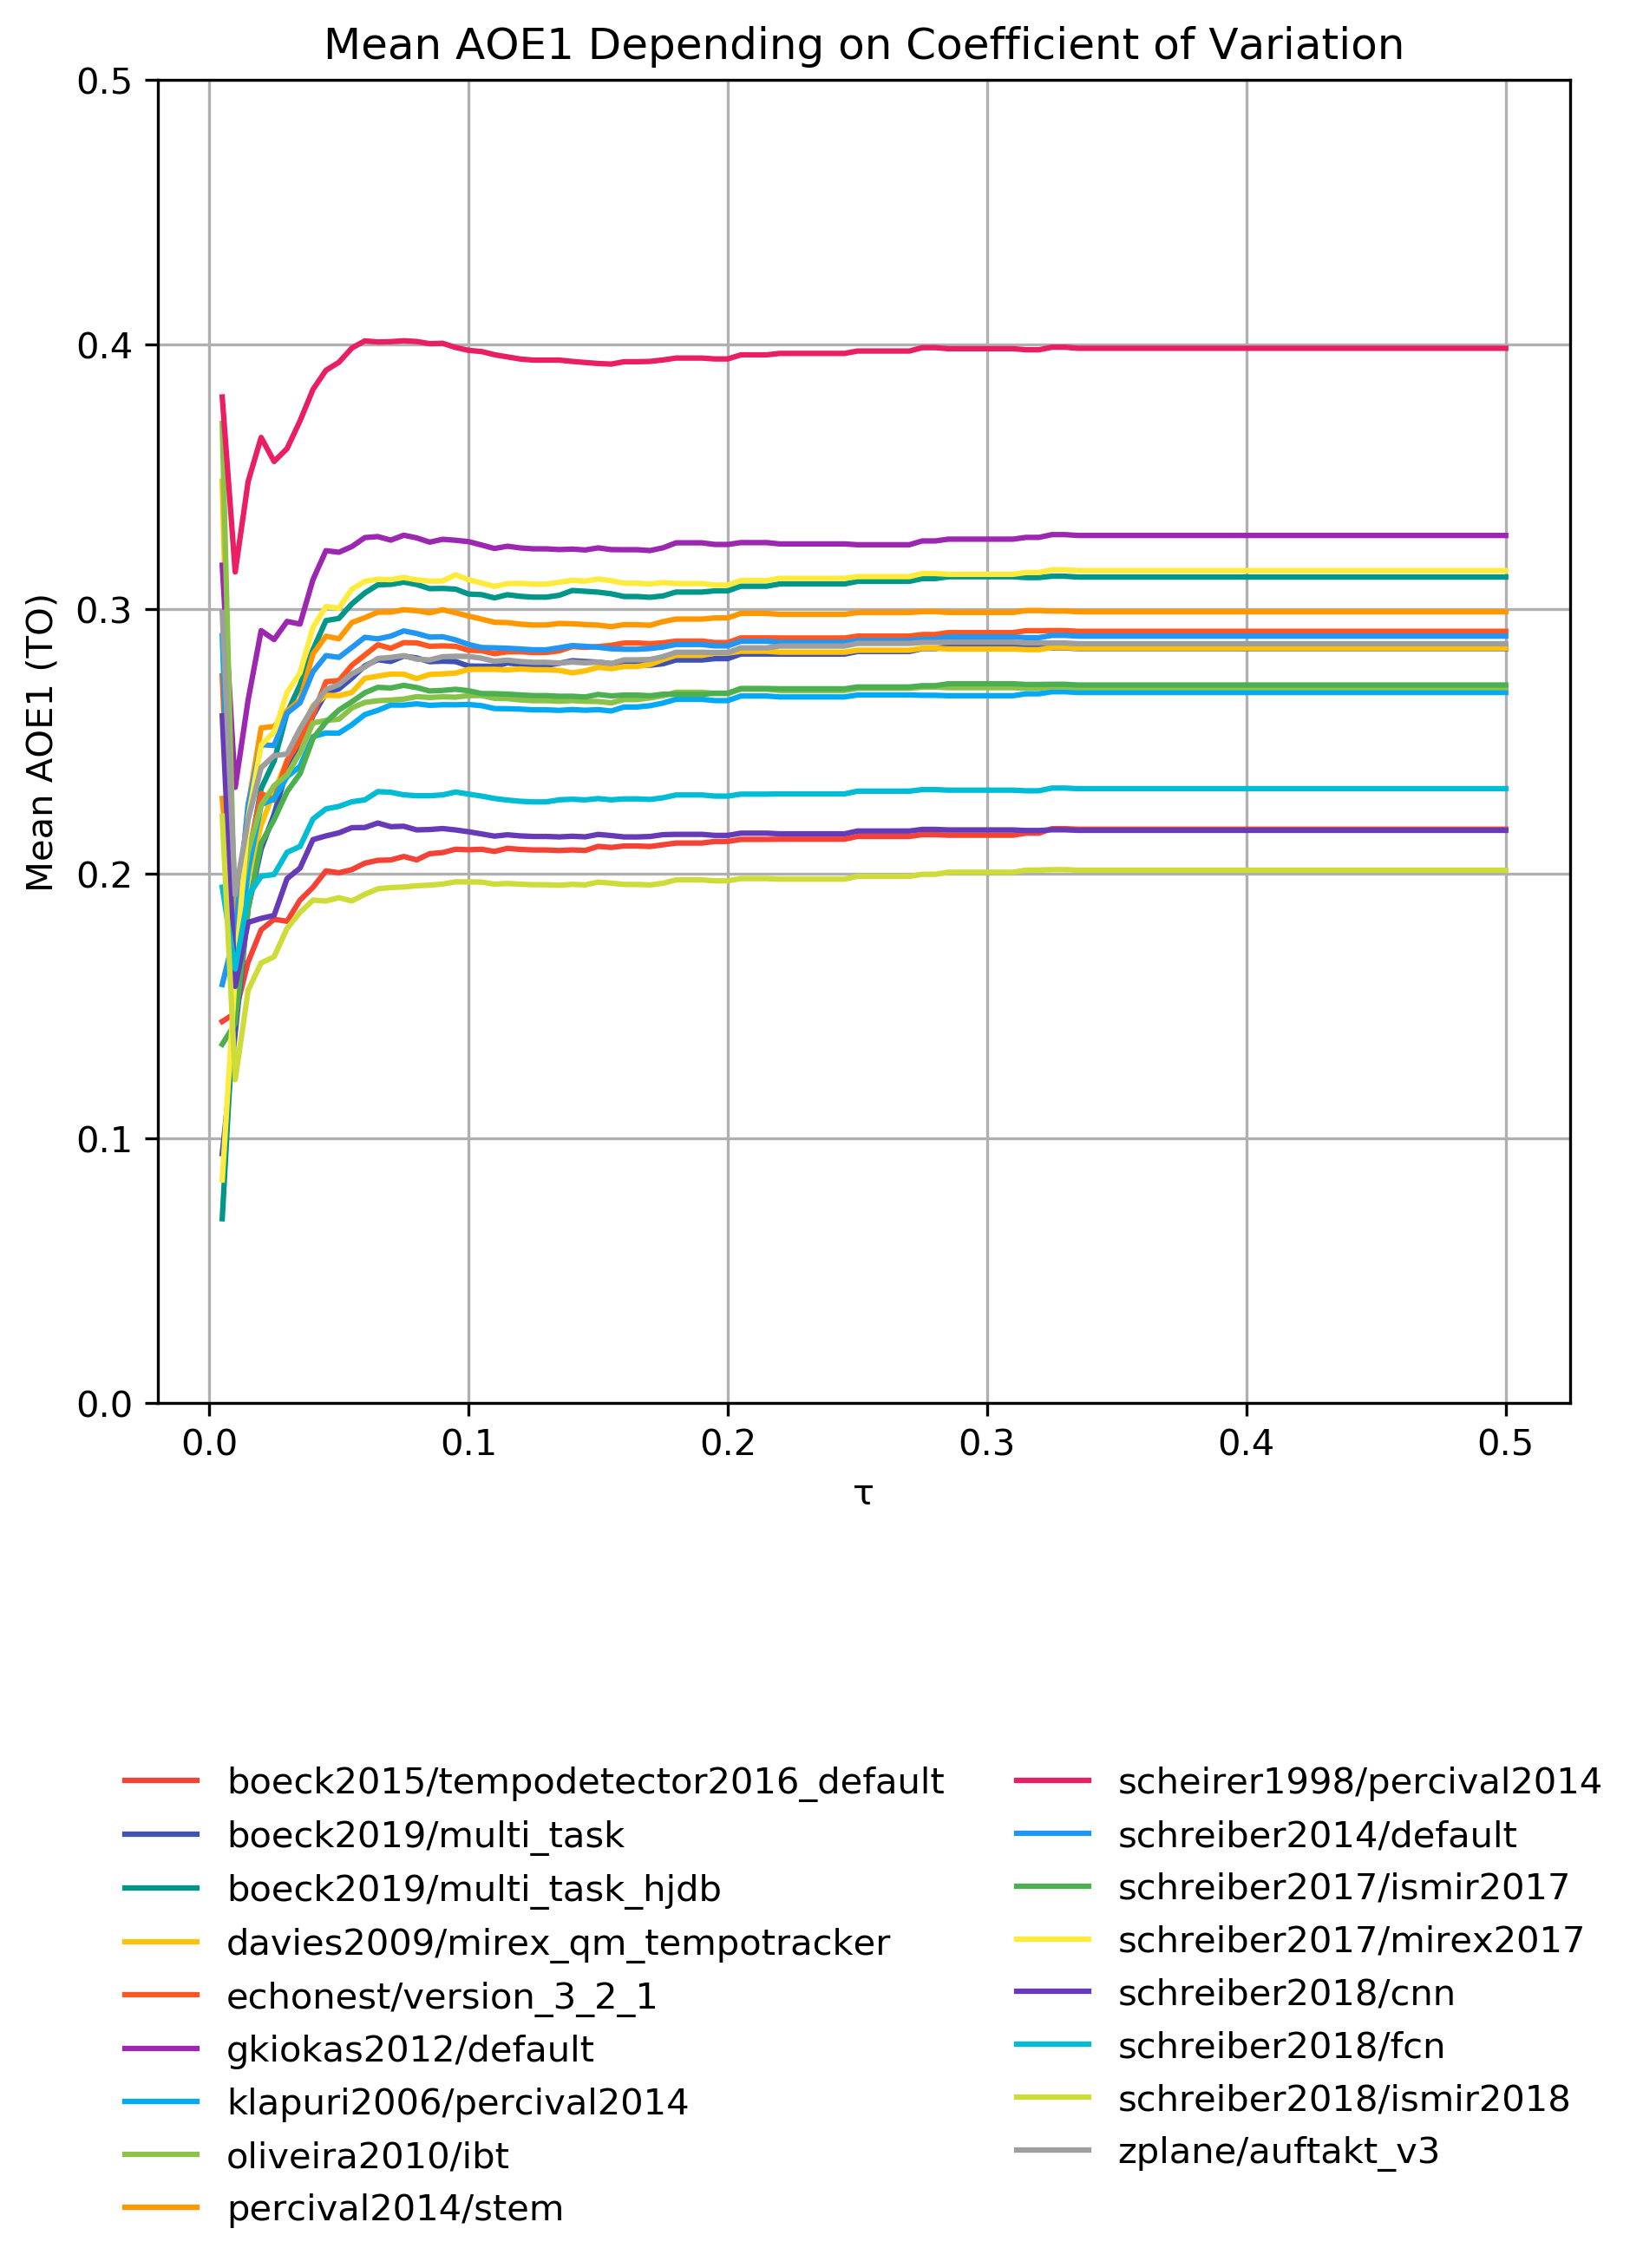 Mean AOE1 Depending on Coefficient of Variation
0.5
0.4
0.3
0.2
0.1
0.0
Mean AOE1 (TO)
0.0 0.1 0.2 0.3 0.4 0.5
τ
boeck2015/tempodetector2016_default
boeck2019/multi_task
boeck2019/multi_task_hjdb
davies2009/mirex_qm_tempotracker
echonest/version_3_2_1
gkiokas2012/default
klapuri2006/percival2014
oliveira2010/ibt
percival2014/stem
scheirer1998/percival2014
schreiber2014/default
schreiber2017/ismir2017
schreiber2017/mirex2017
schreiber2018/cnn
schreiber2018/fcn
schreiber2018/ismir2018
zplane/auftakt_v3